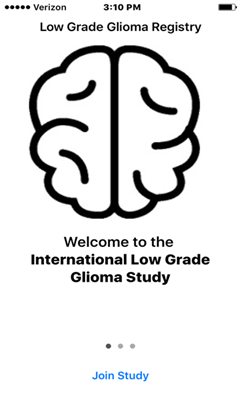 Verizon 3:10 PM
Low Grade Glioma Registry
Welcome to the
International Low Grade
Glioma Study
Join Study